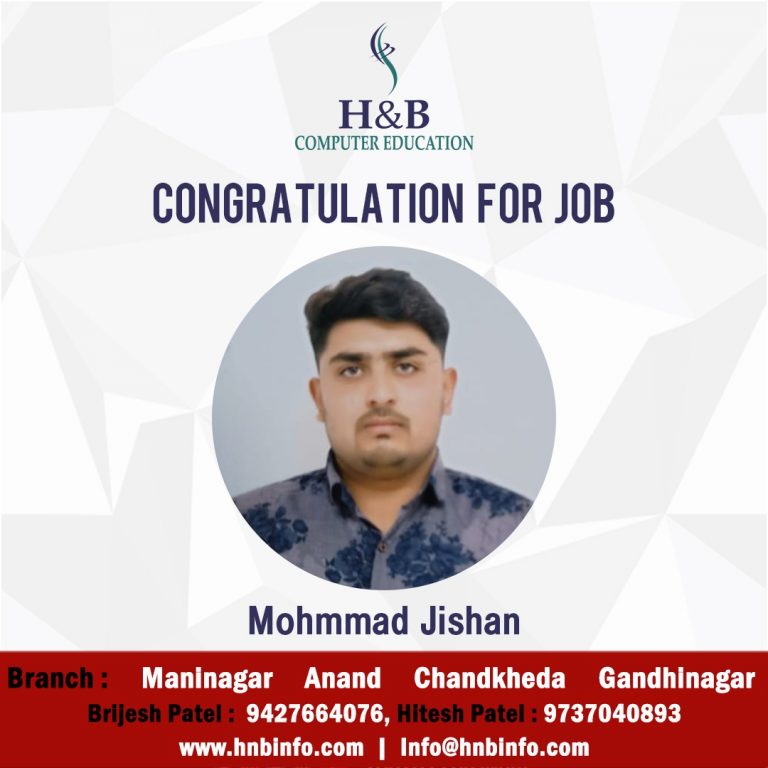 H&B
COMPUTER EDUCATION
CONGRATULATION FOR JOB
Mohmmad Jishan
Branch : Maninagar Anand Chandkheda Gandhinagar
Brijesh Patel : 9427664076, Hitesh Patel : 9737040893
www.hnbinfo.com | Info@hnbinfo.com